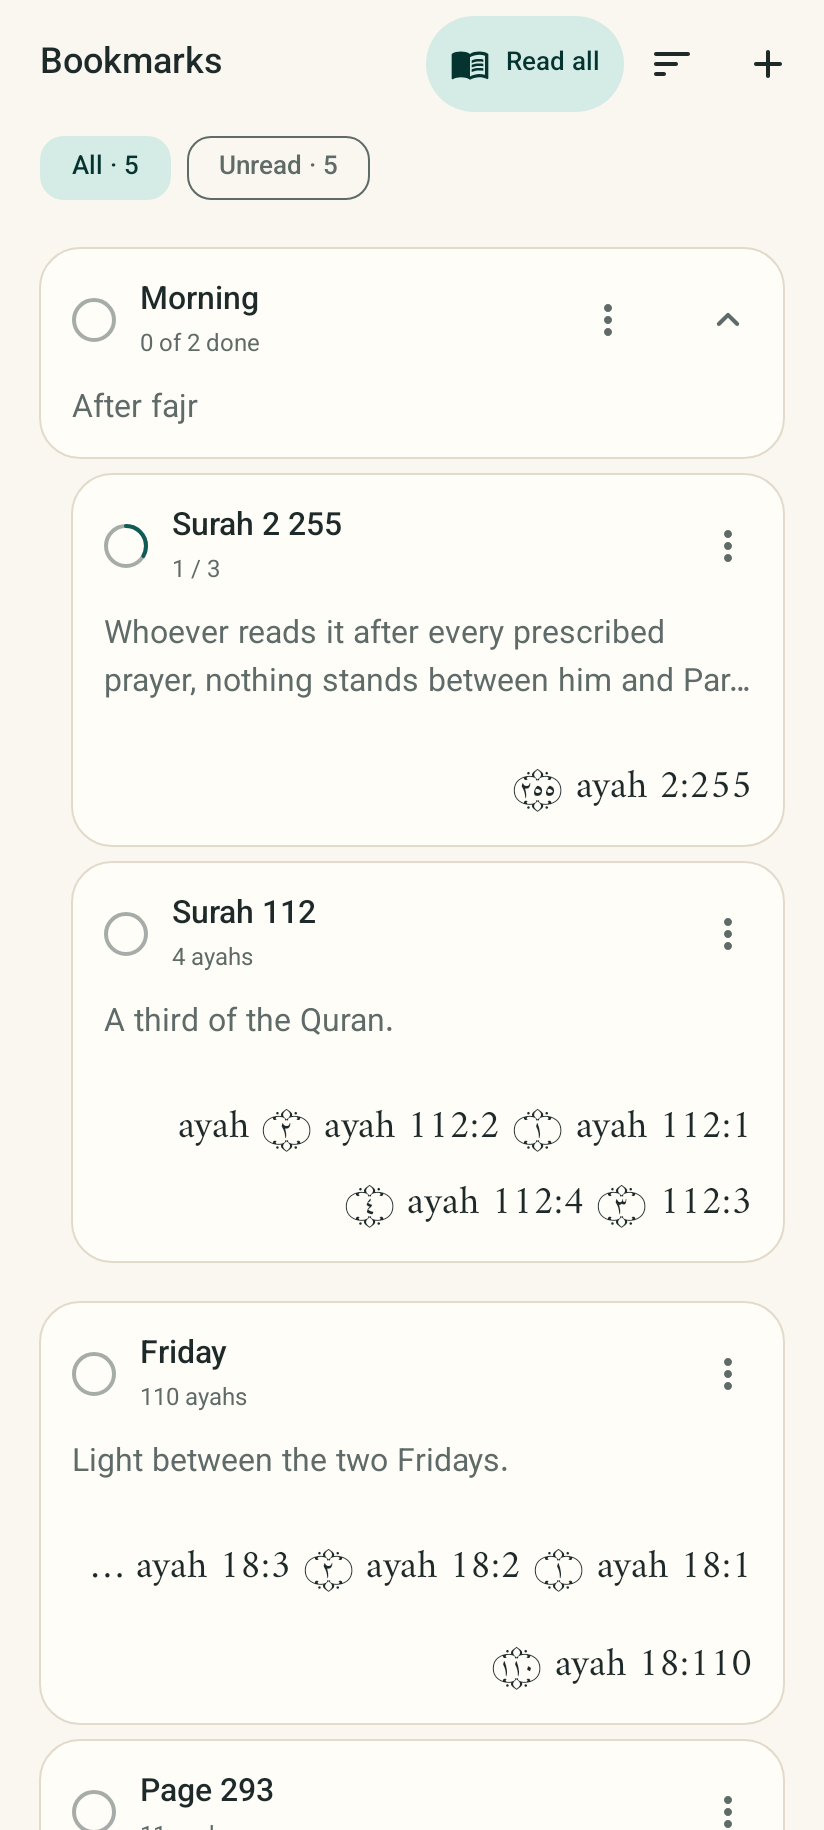 Bookmarks
Read all
All · 5
Unread · 5
Morning
0 of 2 done
After fajr
Surah 2 255
1 / 3
Whoever reads it after every prescribed
prayer, nothing stands between him and Par…
ayah 2:255 ٢٥٥
Surah 112
4 ayahs
A third of the Quran.
ayah 112:1 ١ ayah 112:2 ٢ ayah
112:3 ٣ ayah 112:4 ٤
Friday
110 ayahs
Light between the two Fridays.
ayah 18:1 ١ ayah 18:2 ٢ ayah 18:3 …
ayah 18:110 ١١٠
Page 293